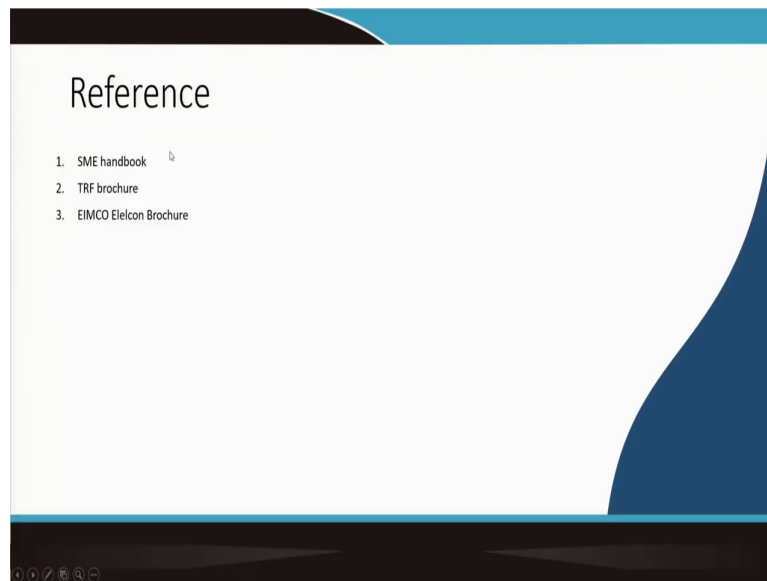 Reference
1. SME handbook
2. TRF brochure
3. EIMCO Elelcon Brochure